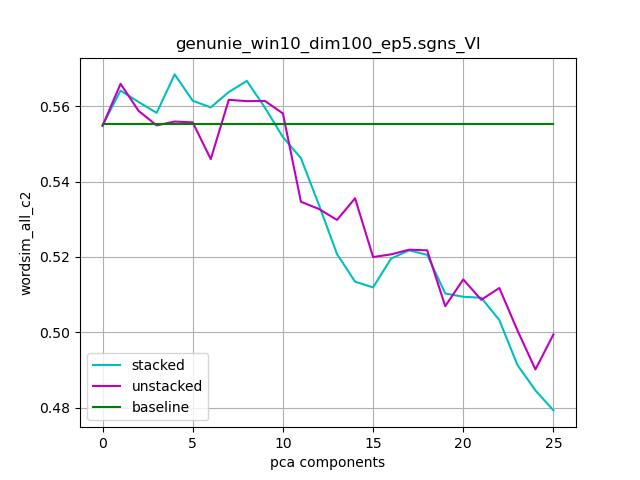 genunie_win10_dim100_ep5.sgns_VI
wordsim_all_c2
0.56
0.54
0.52
0.50
0.48
stacked
unstacked
baseline
0 5 10 15 20 25
pca components